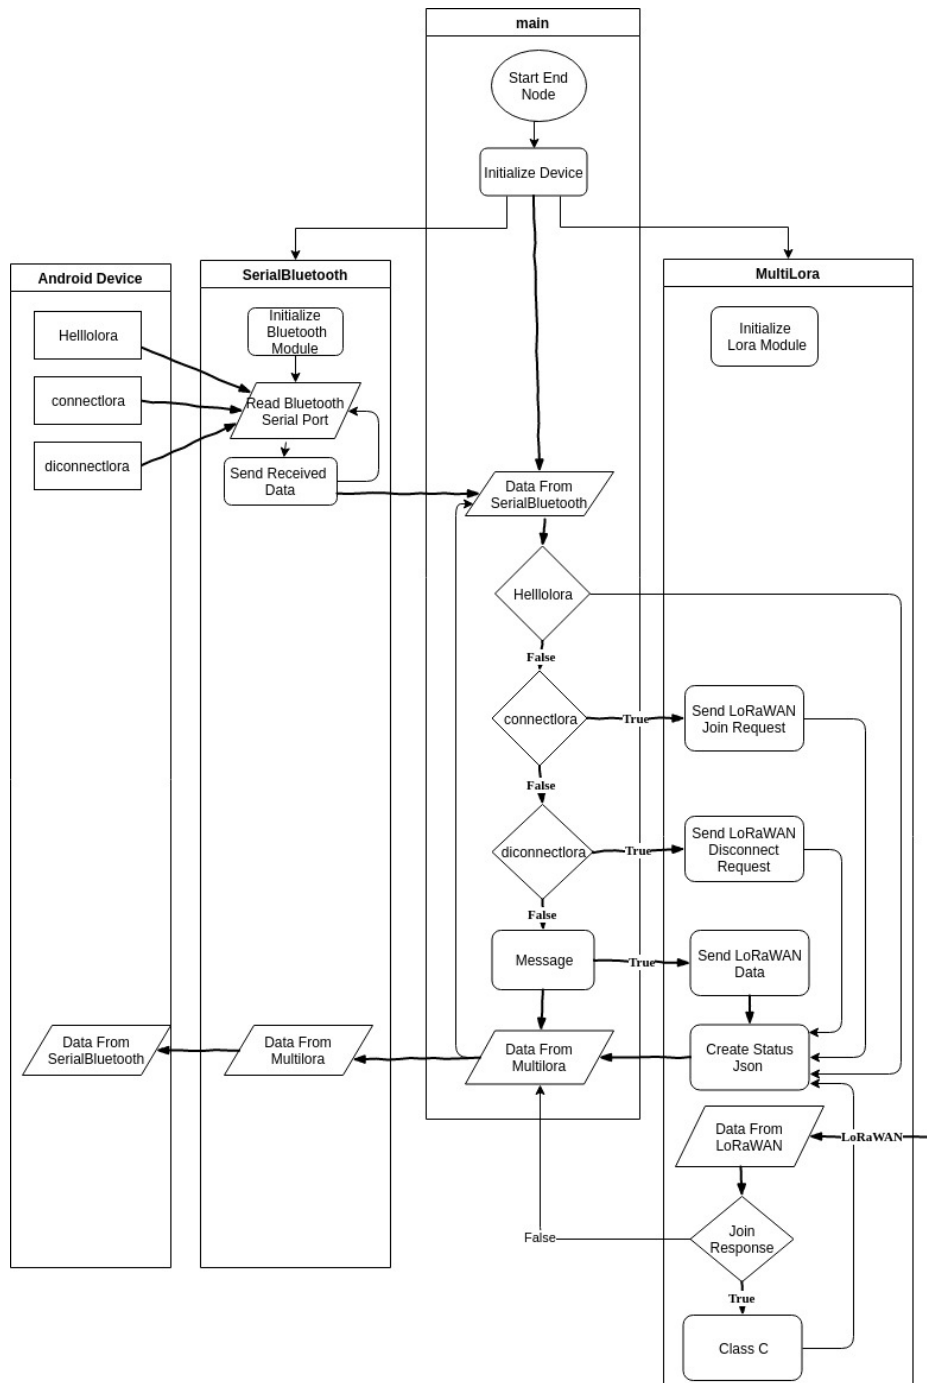 main
Start End
Node
Initialize Device
Android Device
SerialBluetooth
MultiLora
Helllolora
connectlora
diconnectlora
Initialize
Bluetooth
Module
Read Bluetooth
Serial Port
Send Received
Data
Initialize
Lora Module
Data From
SerialBluetooth
Helllolora
False
connectlora
True
Send LoRaWAN
Join Request
False
diconnectlora
True
Send LoRaWAN
Disconnect
Request
False
Message
True
Send LoRaWAN
Data
Data From
SerialBluetooth
Data From
Multilora
Data From
Multilora
Create Status
Json
Data From
LoRaWAN
LoRaWAN
Join
Response
False
True
Class C